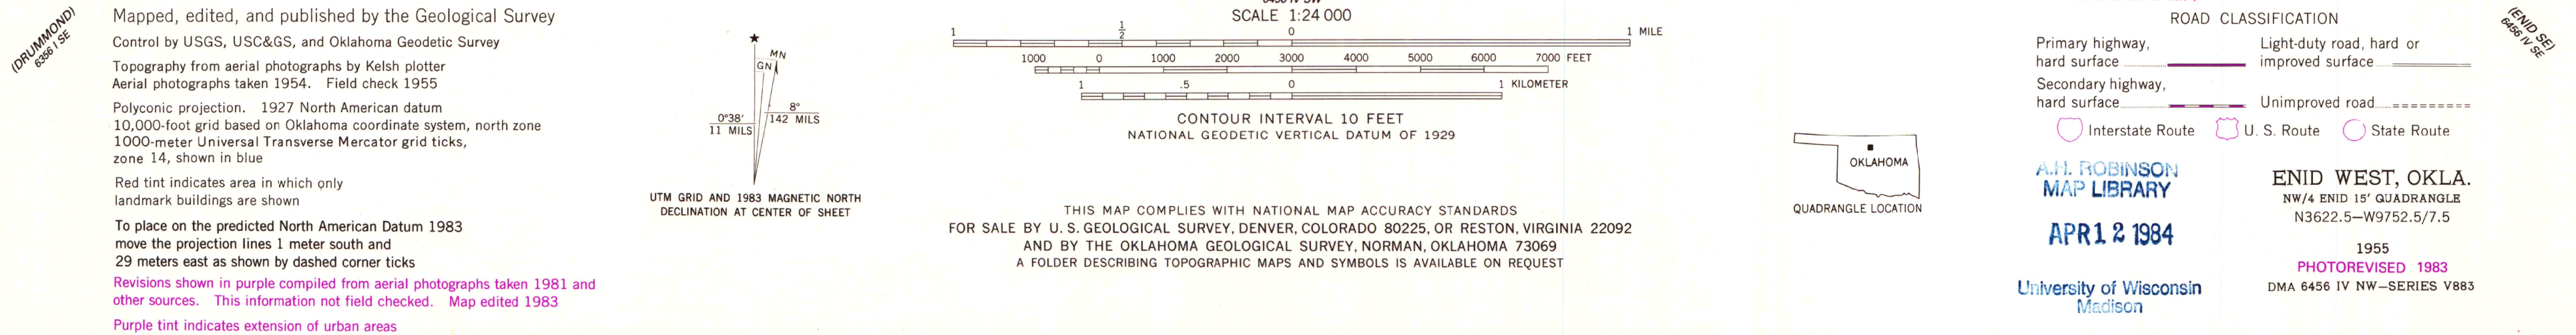 (DRUMMOND)
6356 I SE
Mapped, edited, and published by the Geological Survey
Control by USGS, USC&GS, and Oklahoma Geodetic Survey
Topography from aerial photographs by Kelsh plotter
Aerial photographs taken 1954. Field check 1955
Polyconic projection. 1927 North American datum
10,000-foot grid based on Oklahoma coordinate system, north zone
1000-meter Universal Transverse Mercator grid ticks,
zone 14, shown in blue
Red tint indicates area in which only
landmark buildings are shown
To place on the predicted North American Datum 1983
move the projection lines 1 meter south and
29 meters east as shown by dashed corner ticks
Revisions shown in purple compiled from aerial photographs taken 1981 and
other sources. This information not field checked. Map edited 1983
Purple tint indicates extension of urban areas
★
MN
GN
0°38'
11 MILS
8°
142 MILS
UTM GRID AND 1983 MAGNETIC NORTH
DECLINATION AT CENTER OF SHEET
6456 IV SW
SCALE 1:24 000
1 1/2 0 1 MILE
1000 0 1000 2000 3000 4000 5000 6000 7000 FEET
1 .5 0 1 KILOMETER
CONTOUR INTERVAL 10 FEET
NATIONAL GEODETIC VERTICAL DATUM OF 1929
THIS MAP COMPLIES WITH NATIONAL MAP ACCURACY STANDARDS
FOR SALE BY U. S. GEOLOGICAL SURVEY, DENVER, COLORADO 80225, OR RESTON, VIRGINIA 22092
AND BY THE OKLAHOMA GEOLOGICAL SURVEY, NORMAN, OKLAHOMA 73069
A FOLDER DESCRIBING TOPOGRAPHIC MAPS AND SYMBOLS IS AVAILABLE ON REQUEST
OKLAHOMA
QUADRANGLE LOCATION
ROAD CLASSIFICATION
Primary highway,
hard surface
Light-duty road, hard or
improved surface
Secondary highway,
hard surface
Unimproved road
Interstate Route
U. S. Route
State Route
A.H. ROBINSON
MAP LIBRARY
APR 12 1984
University of Wisconsin
Madison
ENID WEST, OKLA.
NW/4 ENID 15' QUADRANGLE
N3622.5—W9752.5/7.5
1955
PHOTOREVISED 1983
DMA 6456 IV NW—SERIES V883
(ENID SE)
6456 IV SE